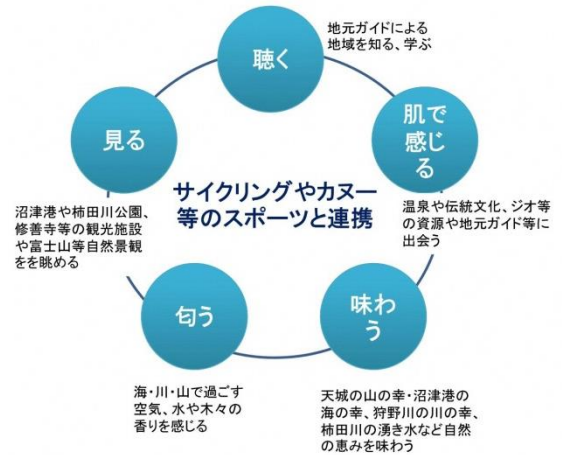 聴く
地元ガイドによる
地域を知る、学ぶ
肌で
感じ
る
温泉や伝統文化、ジオ等
の資源や地元ガイド等に
出会う
味わ
う
天城の山の幸・沼津港の
海の幸、狩野川の川の幸、
柿田川の湧き水など自然
の恵みを味わう
匂う
海・川・山で過ごす
空気、水や木々の
香りを感じる
見る
沼津港や柿田川公園、
修善寺等の観光施設
や富士山等自然景観
をを眺める
サイクリングやカヌー
等のスポーツと連携